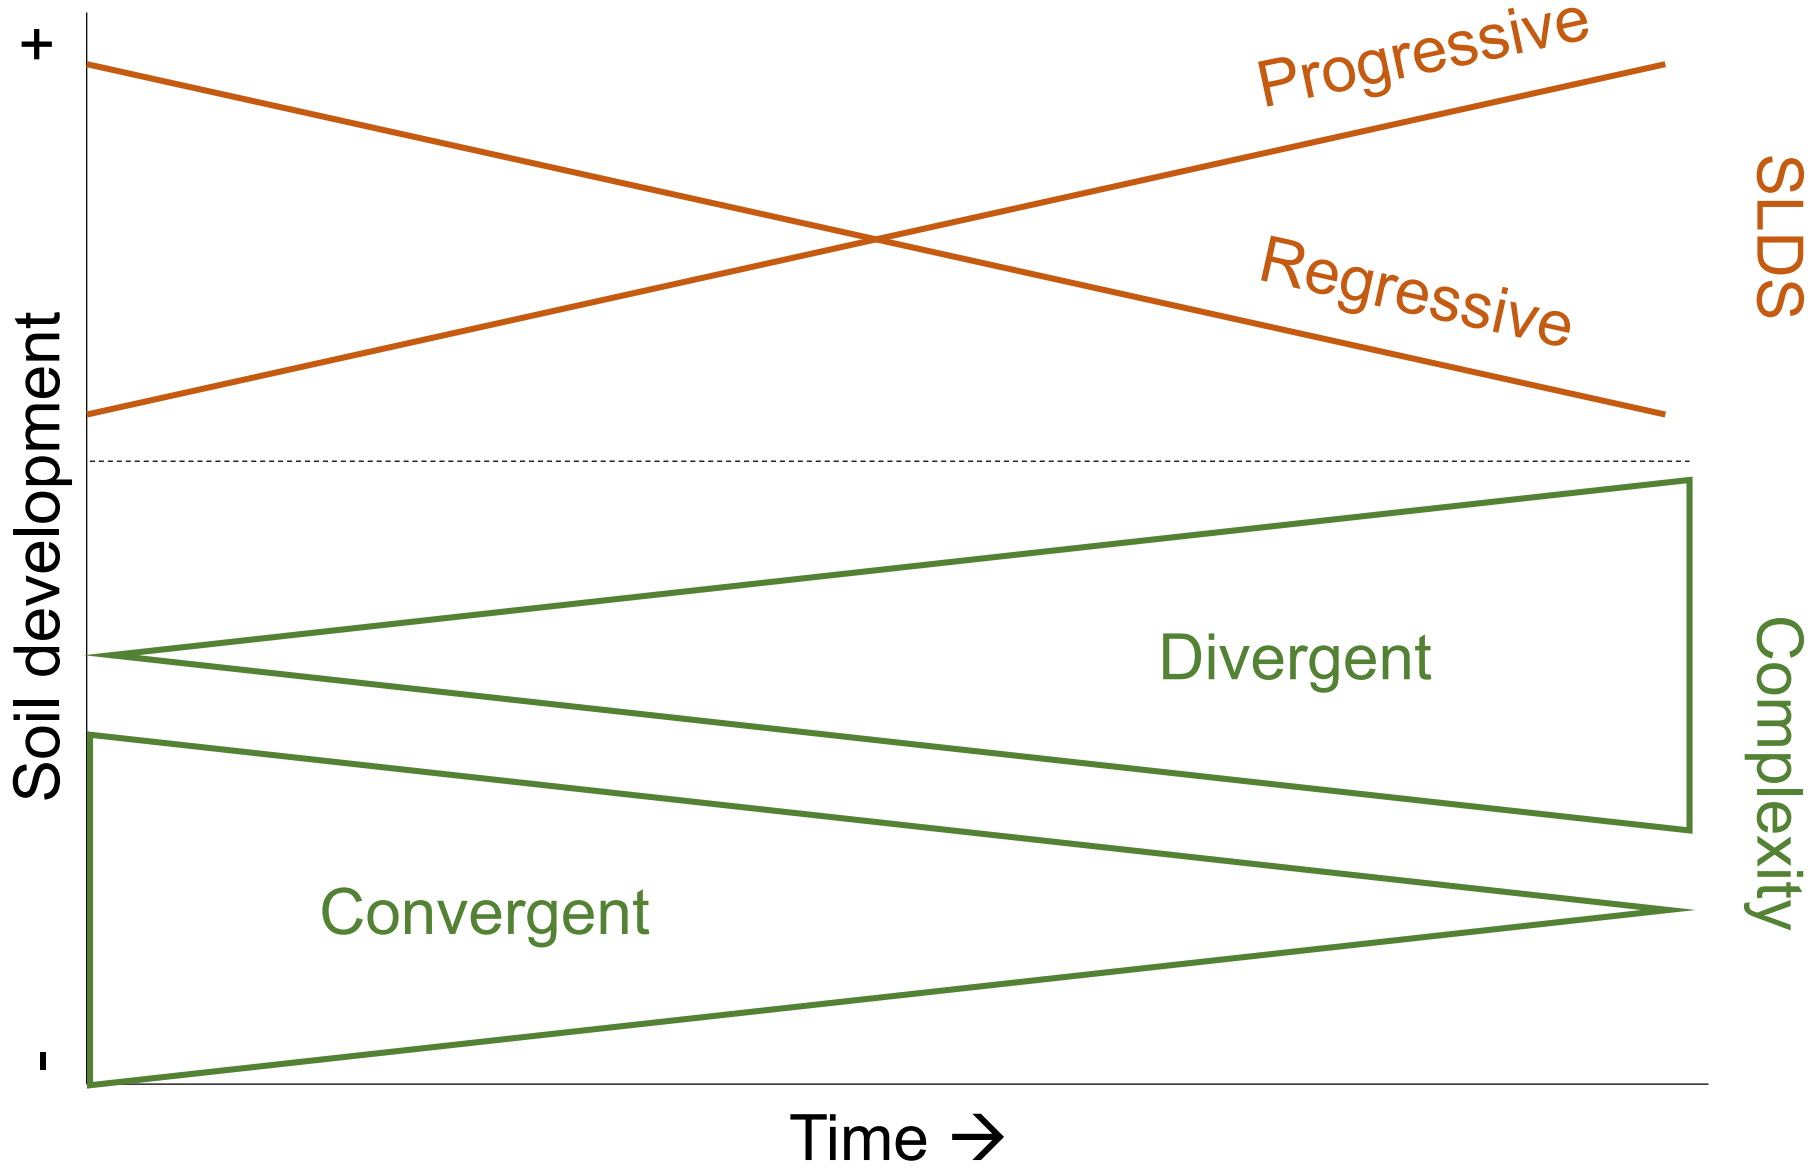 +
Soil development
-
Progressive
Regressive
SLDS
Divergent
Convergent
Complexity
Time →